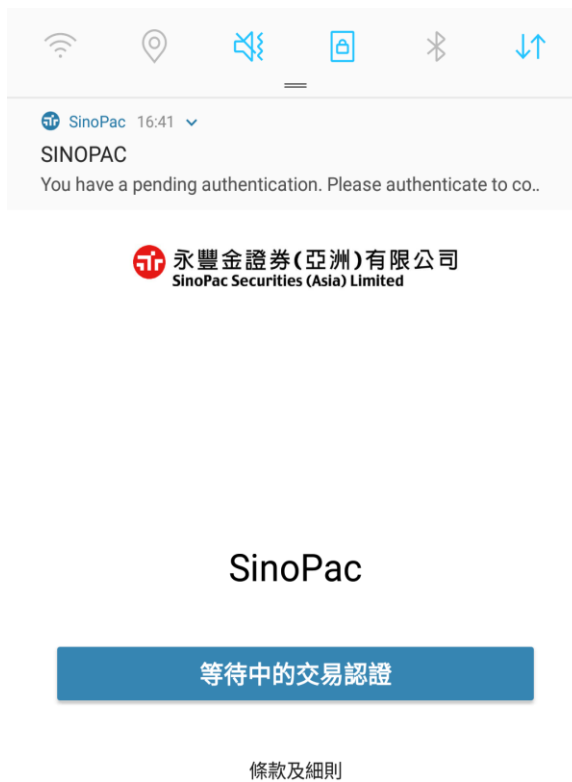 SinoPac 16:41
SINOPAC
You have a pending authentication. Please authenticate to co..
永豐金證券(亞洲)有限公司
SinoPac Securities (Asia) Limited
SinoPac
等待中的交易認證
條款及細則